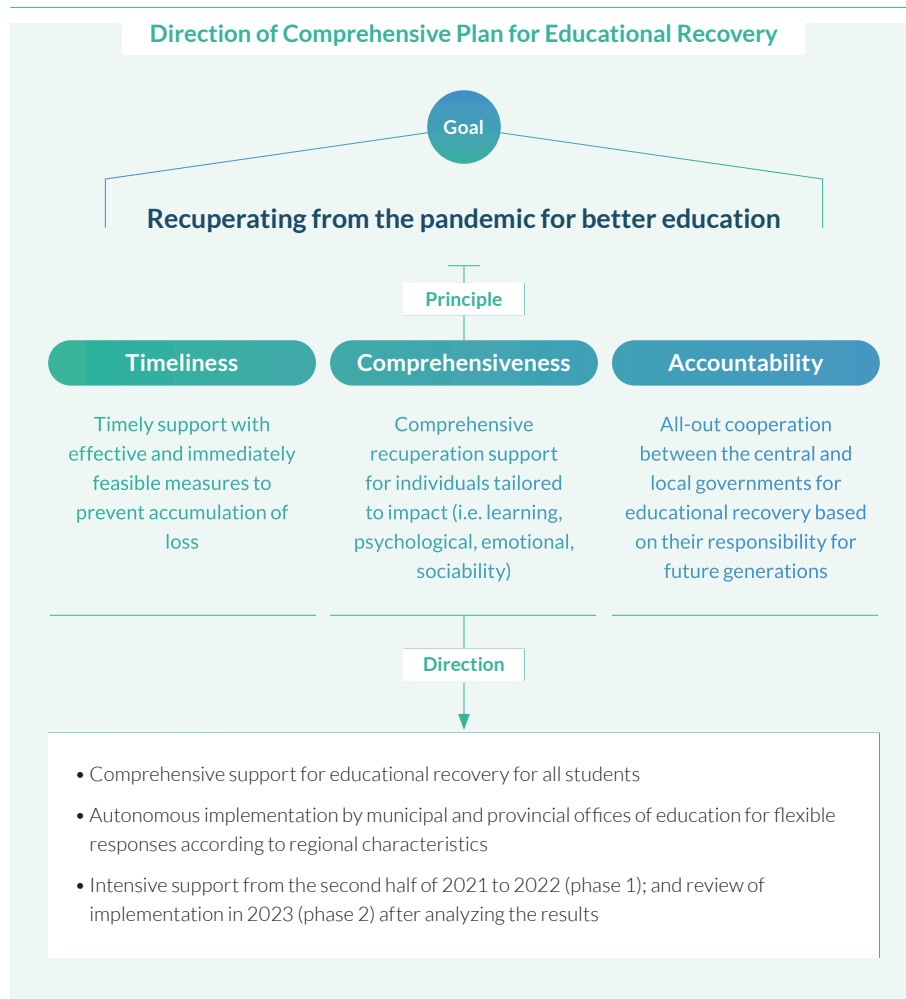 Direction of Comprehensive Plan for Educational Recovery
Goal
Recuperating from the pandemic for better education
Principle
Timeliness
Timely support with
effective and immediately
feasible measures to
prevent accumulation of
loss
Comprehensiveness
Comprehensive
recuperation support
for individuals tailored
to impact (i.e. learning,
psychological, emotional,
sociability)
Accountability
All-out cooperation
between the central and
local governments for
educational recovery based
on their responsibility for
future generations
Direction
• Comprehensive support for educational recovery for all students
• Autonomous implementation by municipal and provincial offices of education for flexible
responses according to regional characteristics
• Intensive support from the second half of 2021 to 2022 (phase 1); and review of
implementation in 2023 (phase 2) after analyzing the results